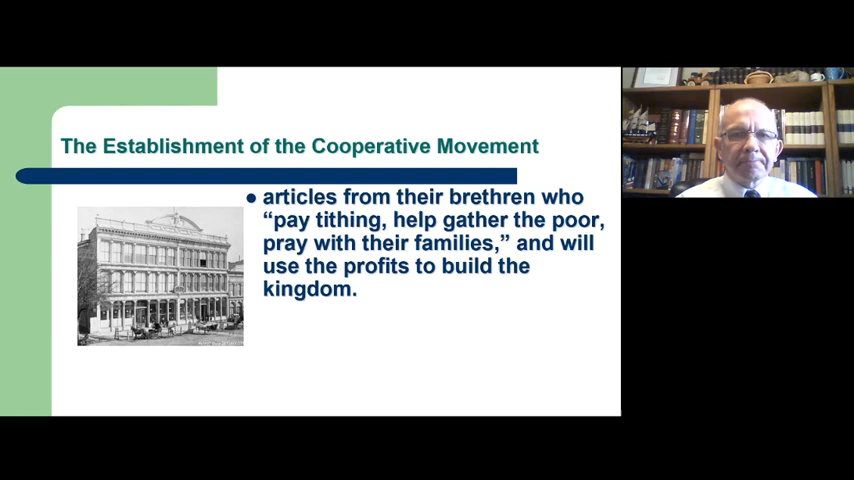 The Establishment of the Cooperative Movement
articles from their brethren who
“pay tithing, help gather the poor,
pray with their families,” and will
use the profits to build the
kingdom.